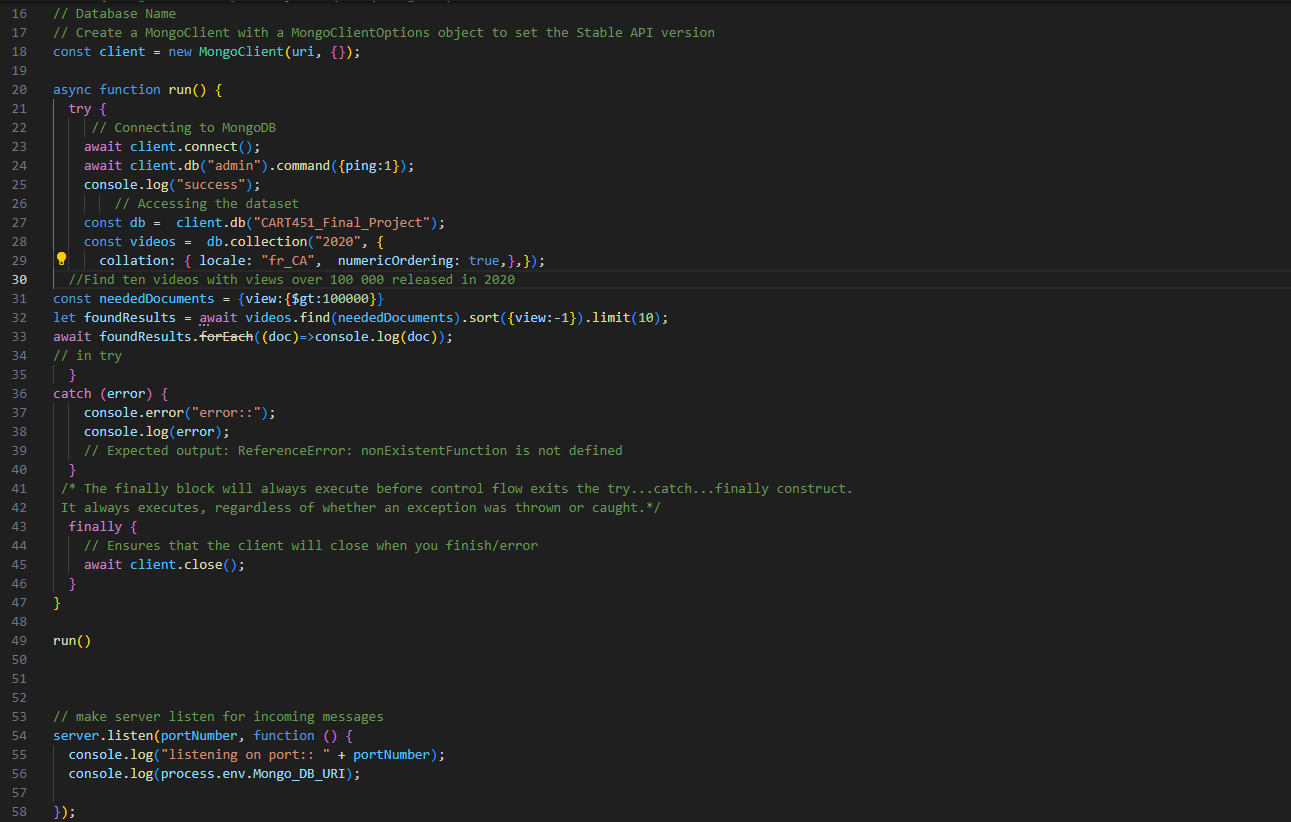 16 // Database Name
17 // Create a MongoClient with a MongoClientOptions object to set the Stable API version
18 const client = new MongoClient(uri, {});
19
20 async function run() {
21   try {
22      // Connecting to MongoDB
23     await client.connect();
24     await client.db("admin").command({ping:1});
25     console.log("success");
26         // Accessing the dataset
27     const db =  client.db("CART451_Final_Project");
28     const videos =  db.collection("2020", {
29       collation: { locale: "fr_CA",  numericOrdering: true,},});
30   //Find ten videos with views over 100 000 released in 2020
31 const neededDocuments = {view:{$gt:100000}}
32 let foundResults = await videos.find(neededDocuments).sort({view:-1}).limit(10);
33 await foundResults.forEach((doc)=>console.log(doc));
34 // in try
35   }
36 catch (error) {
37     console.error("error::");
38     console.log(error);
39     // Expected output: ReferenceError: nonExistentFunction is not defined
40   }
41  /* The finally block will always execute before control flow exits the try...catch...finally construct.
42  It always executes, regardless of whether an exception was thrown or caught.*/
43   finally {
44     // Ensures that the client will close when you finish/error
45     await client.close();
46   }
47 }
48
49 run()
50
51
52
53 // make server listen for incoming messages
54 server.listen(portNumber, function () {
55   console.log("listening on port:: " + portNumber);
56   console.log(process.env.Mongo_DB_URI);
57
58 });